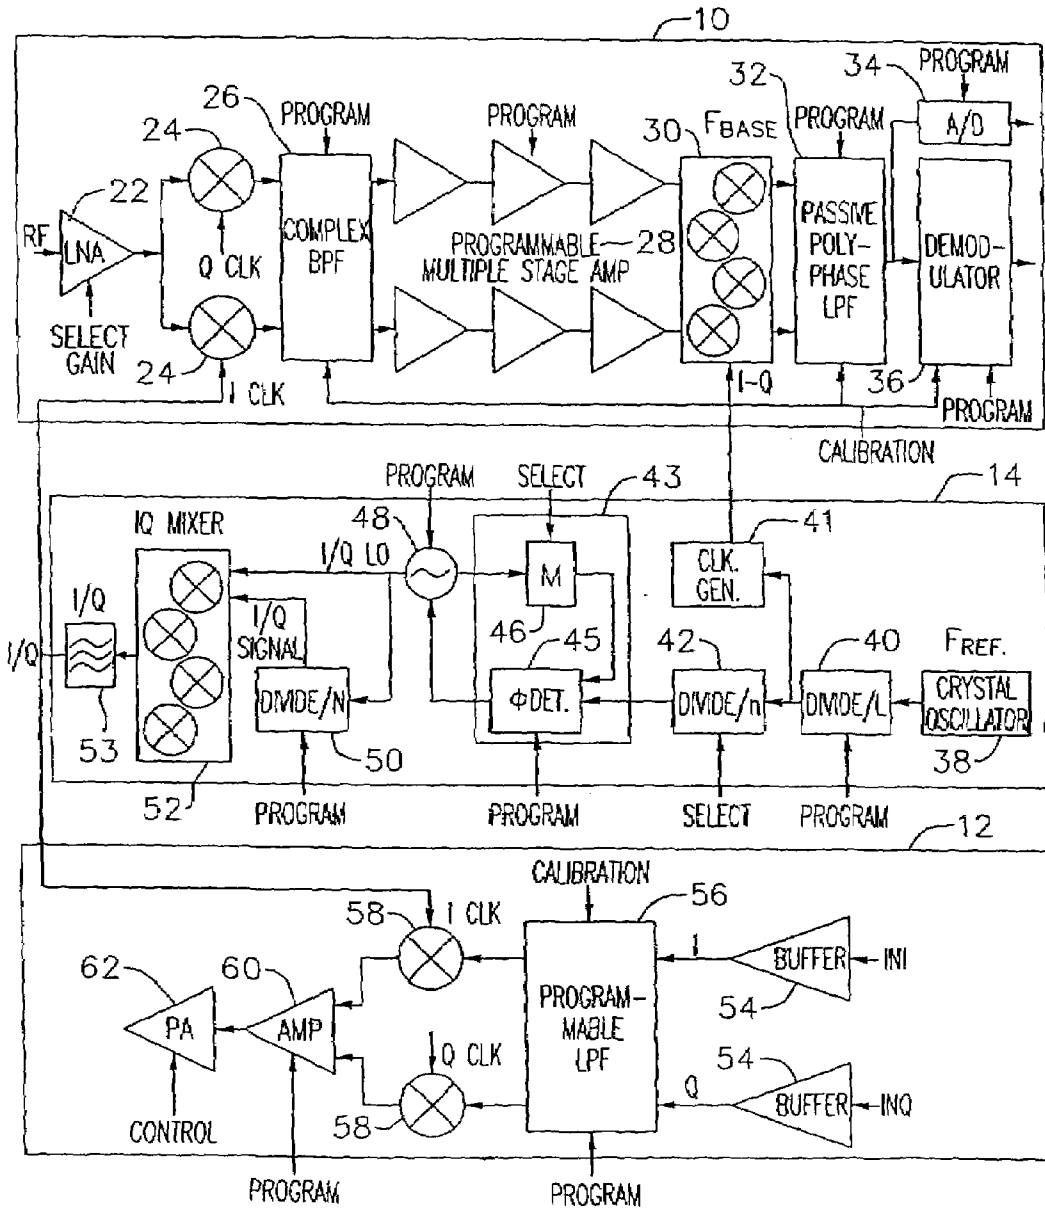 10
PROGRAM
34
A/D
32
PROGRAM
F BASE
30
26
PROGRAM
PROGRAM
24
22
RF
LNA
SELECT
GAIN
Q CLK
24
I CLK
COMPLEX
BPF
PROGRAMMABLE 28
MULTIPLE STAGE AMP
PASSIVE
POLY-
PHASE
LPF
DEMOD-
ULATOR
36
I-Q
PROGRAM
CALIBRATION
14
PROGRAM
SELECT
43
IQ MIXER
48
I/Q LO
M
46
CLK.
GEN.
41
I/Q
I/Q
I/Q
SIGNAL
45
42
40
F REF.
DIVIDE/N
ΦDET.
DIVIDE/n
DIVIDE/L
CRYSTAL
OSCILLATOR
53
50
38
52
PROGRAM
PROGRAM
SELECT
PROGRAM
12
CALIBRATION
58
I CLK
56
I
BUFFER
INI
54
62
60
PA
AMP
PROGRAM-
MABLE
LPF
Q CLK
54
58
Q
BUFFER
INQ
CONTROL
PROGRAM
PROGRAM